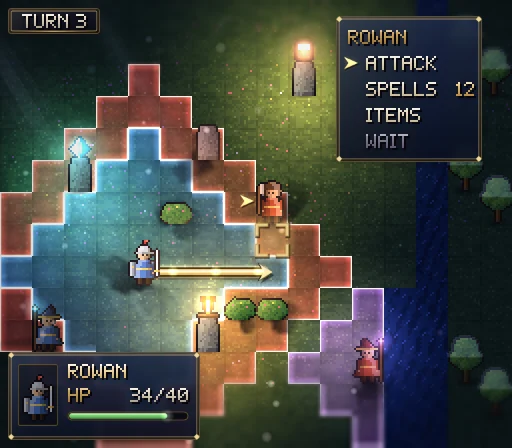 TURN 3
ROWAN
ATTACK
SPELLS 12
ITEMS
WAIT
ROWAN
HP 34/40